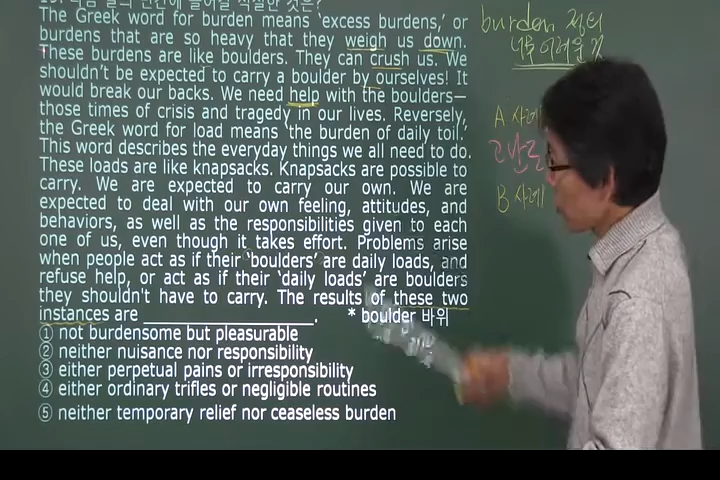 The Greek word for burden means ‘excess burdens,’ or
burdens that are so heavy that they weigh us down.
These burdens are like boulders. They can crush us. We
shouldn’t be expected to carry a boulder by ourselves! It
would break our backs. We need help with the boulders—
those times of crisis and tragedy in our lives. Reversely,
the Greek word for load means ‘the burden of daily toil.’
This word describes the everyday things we all need to do.
These loads are like knapsacks. Knapsacks are possible to
carry. We are expected to carry our own. We are
expected to deal with our own feeling, attitudes, and
behaviors, as well as the responsibilities given to each
one of us, even though it takes effort. Problems arise
when people act as if their ‘boulders’ are daily loads, and
refuse help, or act as if their ‘daily loads’ are boulders
they shouldn't have to carry. The results of these two
instances are ____________________. * boulder 바위
① not burdensome but pleasurable
② neither nuisance nor responsibility
③ either perpetual pains or irresponsibility
④ either ordinary trifles or negligible routines
⑤ neither temporary relief nor ceaseless burden
burden
A 사례
B 사례